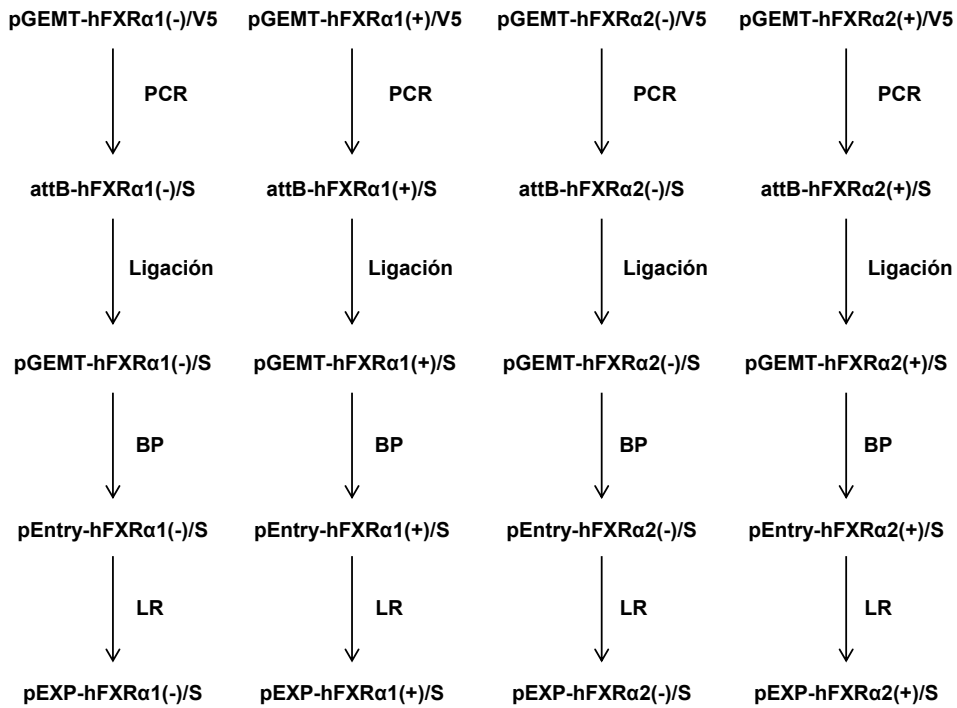 pGEMT-hFXRα1(-)/V5 pGEMT-hFXRα1(+)/V5 pGEMT-hFXRα2(-)/V5 pGEMT-hFXRα2(+)/V5
PCR PCR PCR PCR
attB-hFXRα1(-)/S attB-hFXRα1(+)/S attB-hFXRα2(-)/S attB-hFXRα2(+)/S
Ligación Ligación Ligación Ligación
pGEMT-hFXRα1(-)/S pGEMT-hFXRα1(+)/S pGEMT-hFXRα2(-)/S pGEMT-hFXRα2(+)/S
BP BP BP BP
pEntry-hFXRα1(-)/S pEntry-hFXRα1(+)/S pEntry-hFXRα2(-)/S pEntry-hFXRα2(+)/S
LR LR LR LR
pEXP-hFXRα1(-)/S pEXP-hFXRα1(+)/S pEXP-hFXRα2(-)/S pEXP-hFXRα2(+)/S